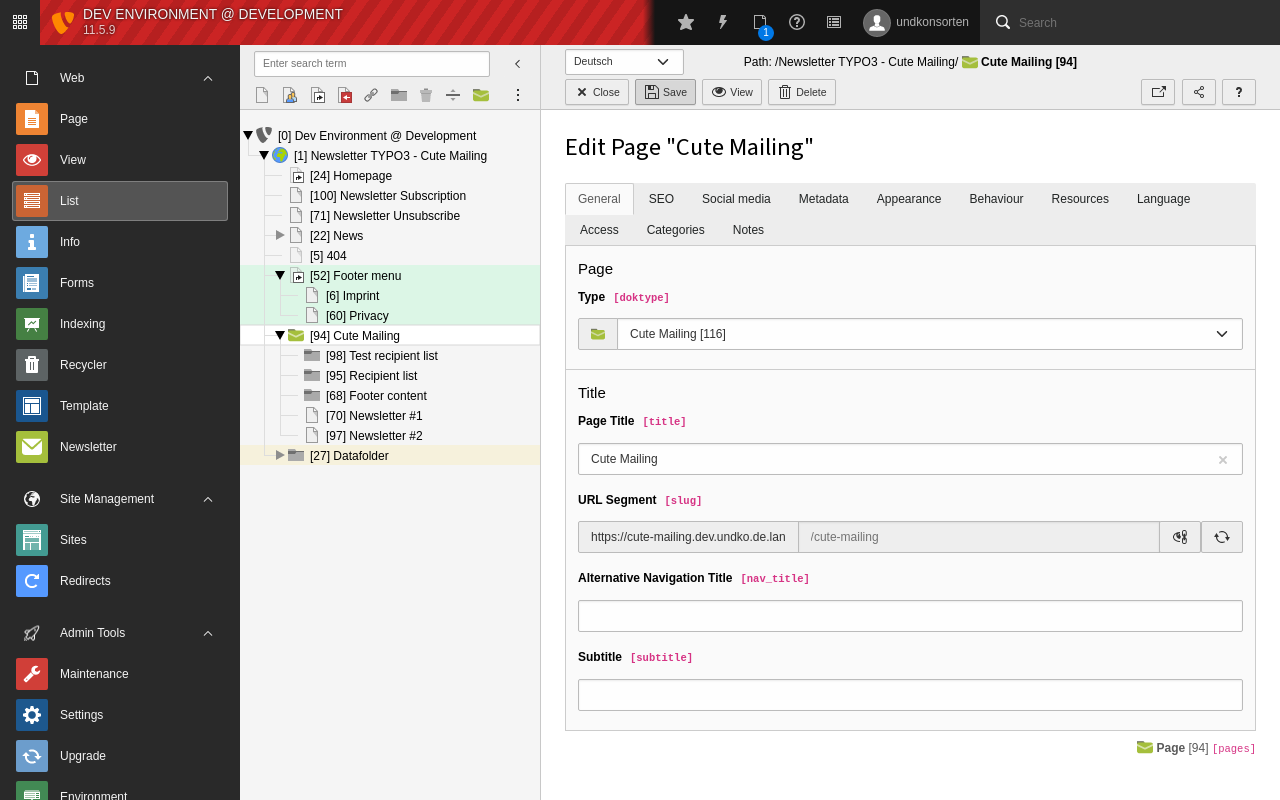 DEV ENVIRONMENT @ DEVELOPMENT
11.5.9
1
undkonsorten
Search
Web
Page
View
List
Info
Forms
Indexing
Recycler
Template
Newsletter
Site Management
Sites
Redirects
Admin Tools
Maintenance
Settings
Upgrade
Environment
Enter search term
[0] Dev Environment @ Development
[1] Newsletter TYPO3 - Cute Mailing
[24] Homepage
[100] Newsletter Subscription
[71] Newsletter Unsubscribe
[22] News
[5] 404
[52] Footer menu
[6] Imprint
[60] Privacy
[94] Cute Mailing
[98] Test recipient list
[95] Recipient list
[68] Footer content
[70] Newsletter #1
[97] Newsletter #2
[27] Datafolder
Deutsch
Path: /Newsletter TYPO3 - Cute Mailing/ Cute Mailing [94]
Close Save View Delete ?
Edit Page "Cute Mailing"
General SEO Social media Metadata Appearance Behaviour Resources Language
Access Categories Notes
Page
Type [doktype]
Cute Mailing [116]
Title
Page Title [title]
Cute Mailing
URL Segment [slug]
https://cute-mailing.dev.undko.de.lan /cute-mailing
Alternative Navigation Title [nav_title]
Subtitle [subtitle]
Page [94] [pages]